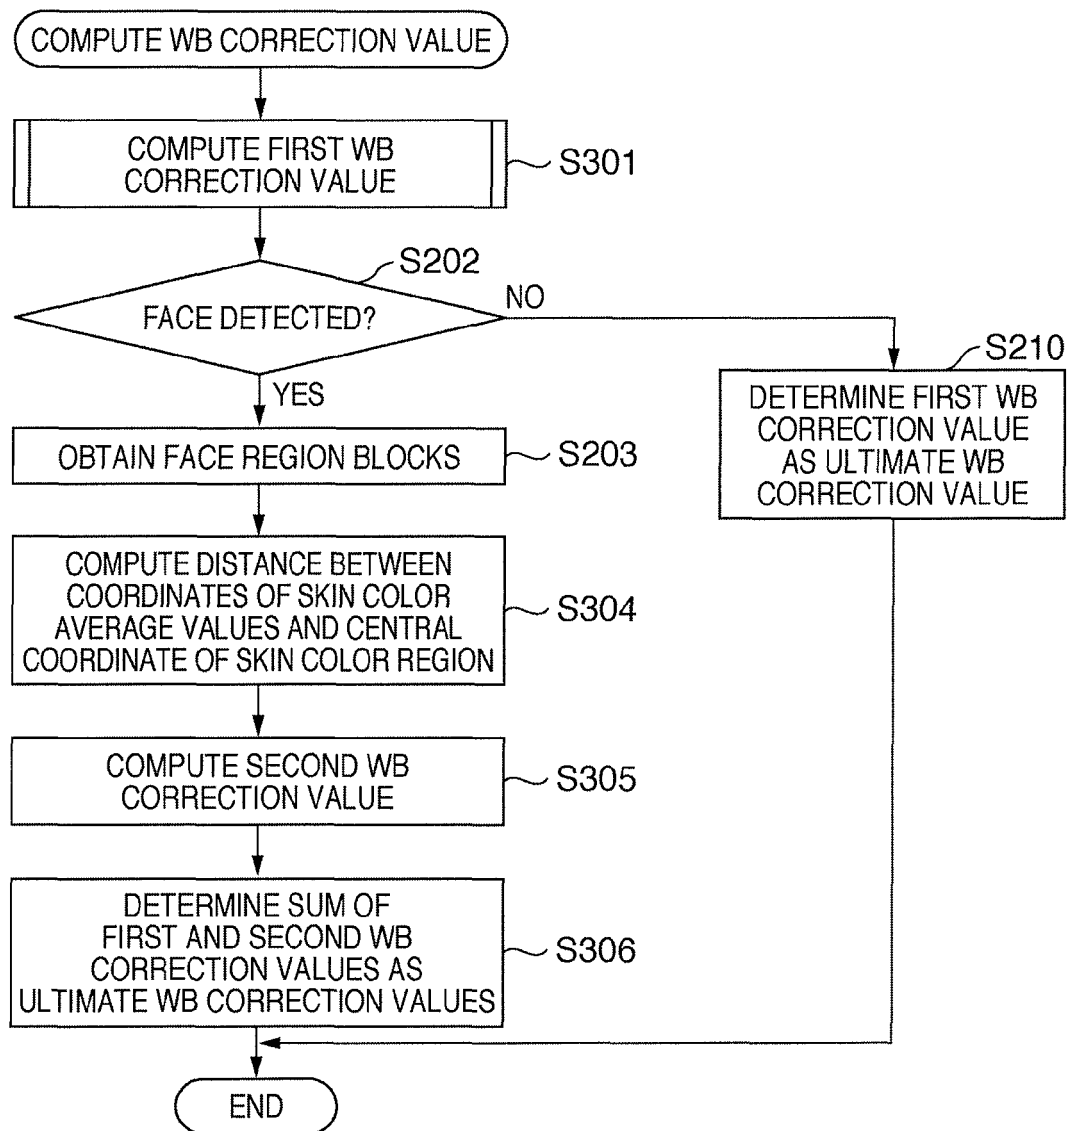 COMPUTE WB CORRECTION VALUE
COMPUTE FIRST WB
CORRECTION VALUE
S301
S202
FACE DETECTED?
NO
YES
S210
DETERMINE FIRST WB
CORRECTION VALUE
AS ULTIMATE WB
CORRECTION VALUE
OBTAIN FACE REGION BLOCKS
S203
COMPUTE DISTANCE BETWEEN
COORDINATES OF SKIN COLOR
AVERAGE VALUES AND CENTRAL
COORDINATE OF SKIN COLOR REGION
S304
COMPUTE SECOND WB
CORRECTION VALUE
S305
DETERMINE SUM OF
FIRST AND SECOND WB
CORRECTION VALUES AS
ULTIMATE WB CORRECTION VALUES
S306
END